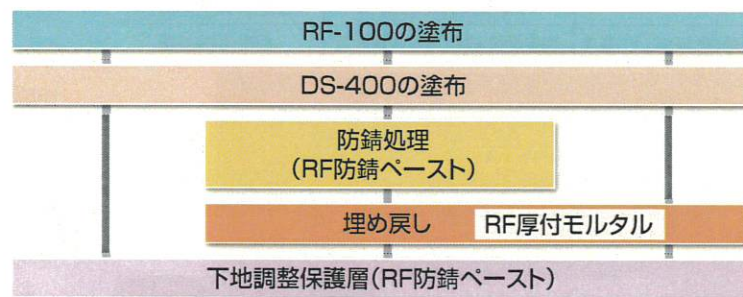 RF-100の塗布
DS-400の塗布
防錆処理
(RF防錆ペースト)
埋め戻し RF厚付モルタル
下地調整保護層(RF防錆ペースト)